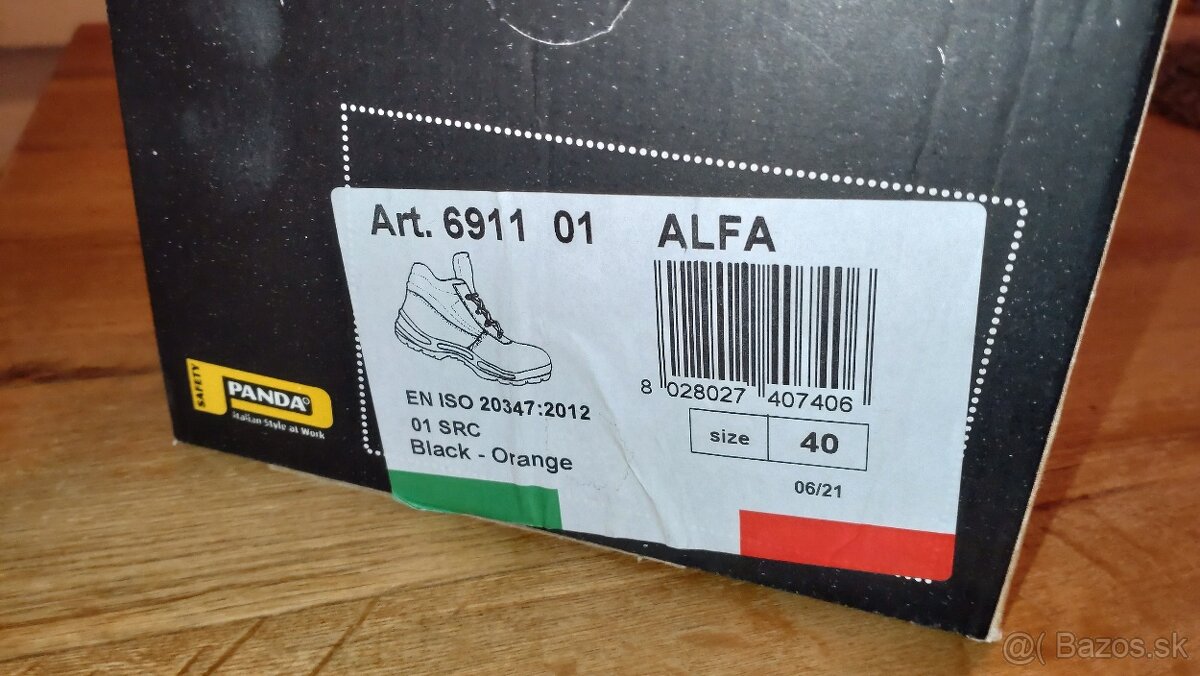 Art. 6911 01 ALFA
8 028027 407406
EN ISO 20347:2012
01 SRC
Black - Orange
size 40
06/21
SAFETY
PANDA®
Italian Style at Work
@( Bazos.sk